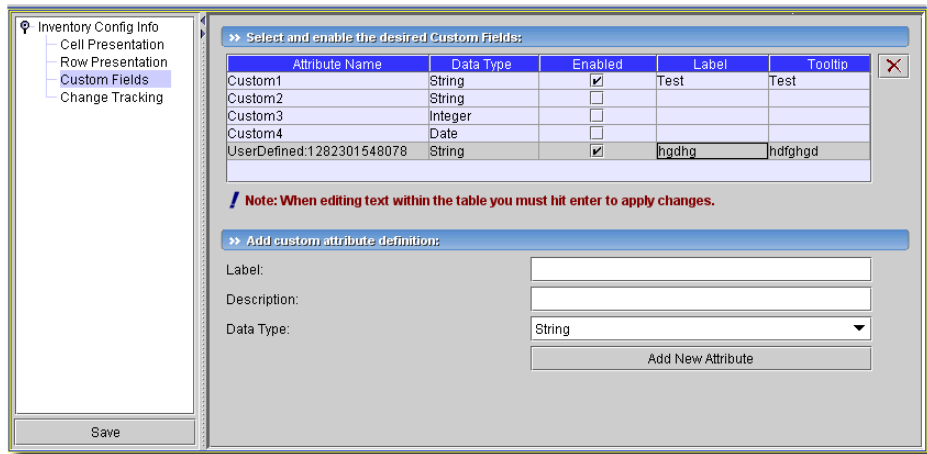 Inventory Config Info
Cell Presentation
Row Presentation
Custom Fields
Change Tracking
Save
>> Select and enable the desired Custom Fields:
Attribute Name Data Type Enabled Label Tooltip
Custom1 String Test Test
Custom2 String
Custom3 Integer
Custom4 Date
UserDefined:1282301548078 String hgdhg hdfghgd
! Note: When editing text within the table you must hit enter to apply changes.
>> Add custom attribute definition:
Label:
Description:
Data Type: String
Add New Attribute